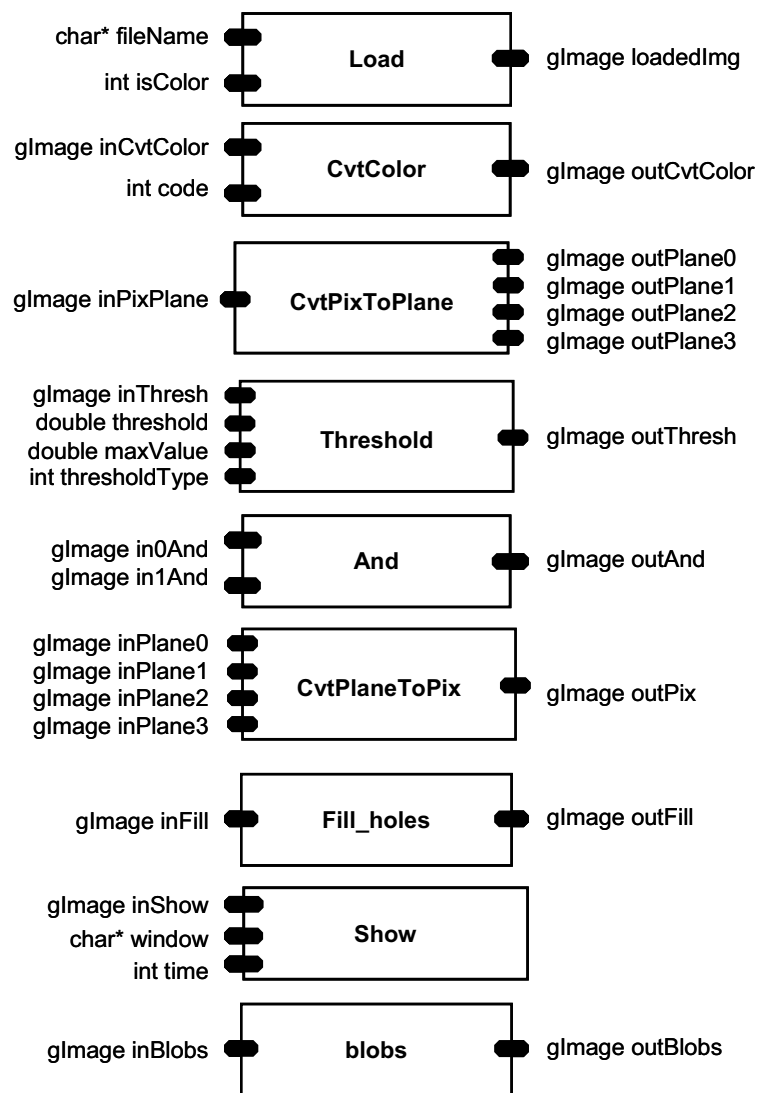 char* fileName
int isColor
Load
gImage loadedImg
gImage inCvtColor
int code
CvtColor
gImage outCvtColor
gImage inPixPlane
CvtPixToPlane
gImage outPlane0
gImage outPlane1
gImage outPlane2
gImage outPlane3
gImage inThresh
double threshold
double maxValue
int thresholdType
Threshold
gImage outThresh
gImage in0And
gImage in1And
And
gImage outAnd
gImage inPlane0
gImage inPlane1
gImage inPlane2
gImage inPlane3
CvtPlaneToPix
gImage outPix
gImage inFill
Fill_holes
gImage outFill
gImage inShow
char* window
int time
Show
gImage inBlobs
blobs
gImage outBlobs